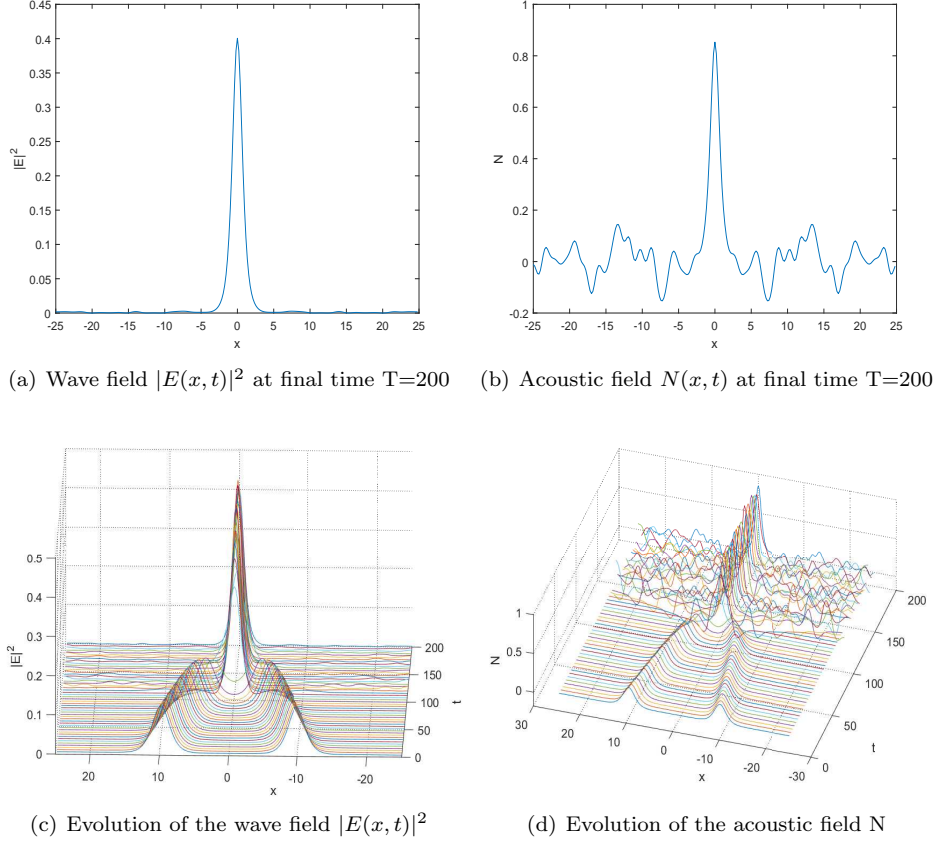 0.45
0.4
0.35
0.3
0.25
0.2
0.15
0.1
0.05
0
|E|²
-25 -20 -15 -10 -5 0 5 10 15 20 25
x
1
0.8
0.6
0.4
0.2
0
-0.2
N
-25 -20 -15 -10 -5 0 5 10 15 20 25
x
(a) Wave field |E(x, t)|² at final time T=200
(b) Acoustic field N(x, t) at final time T=200
0.5
0.4
0.3
0.2
0.1
0
|E|²
20 10 0 -10 -20
x
200
150
100
50
0
t
1
0.5
0
N
30 20 10 0 -10 -20 -30
x
200
150
100
50
0
t
(c) Evolution of the wave field |E(x, t)|²
(d) Evolution of the acoustic field N